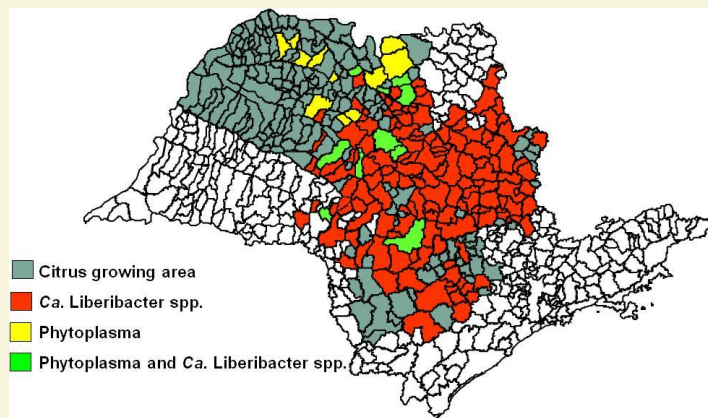 Citrus growing area
Ca. Liberibacter spp.
Phytoplasma
Phytoplasma and Ca. Liberibacter spp.